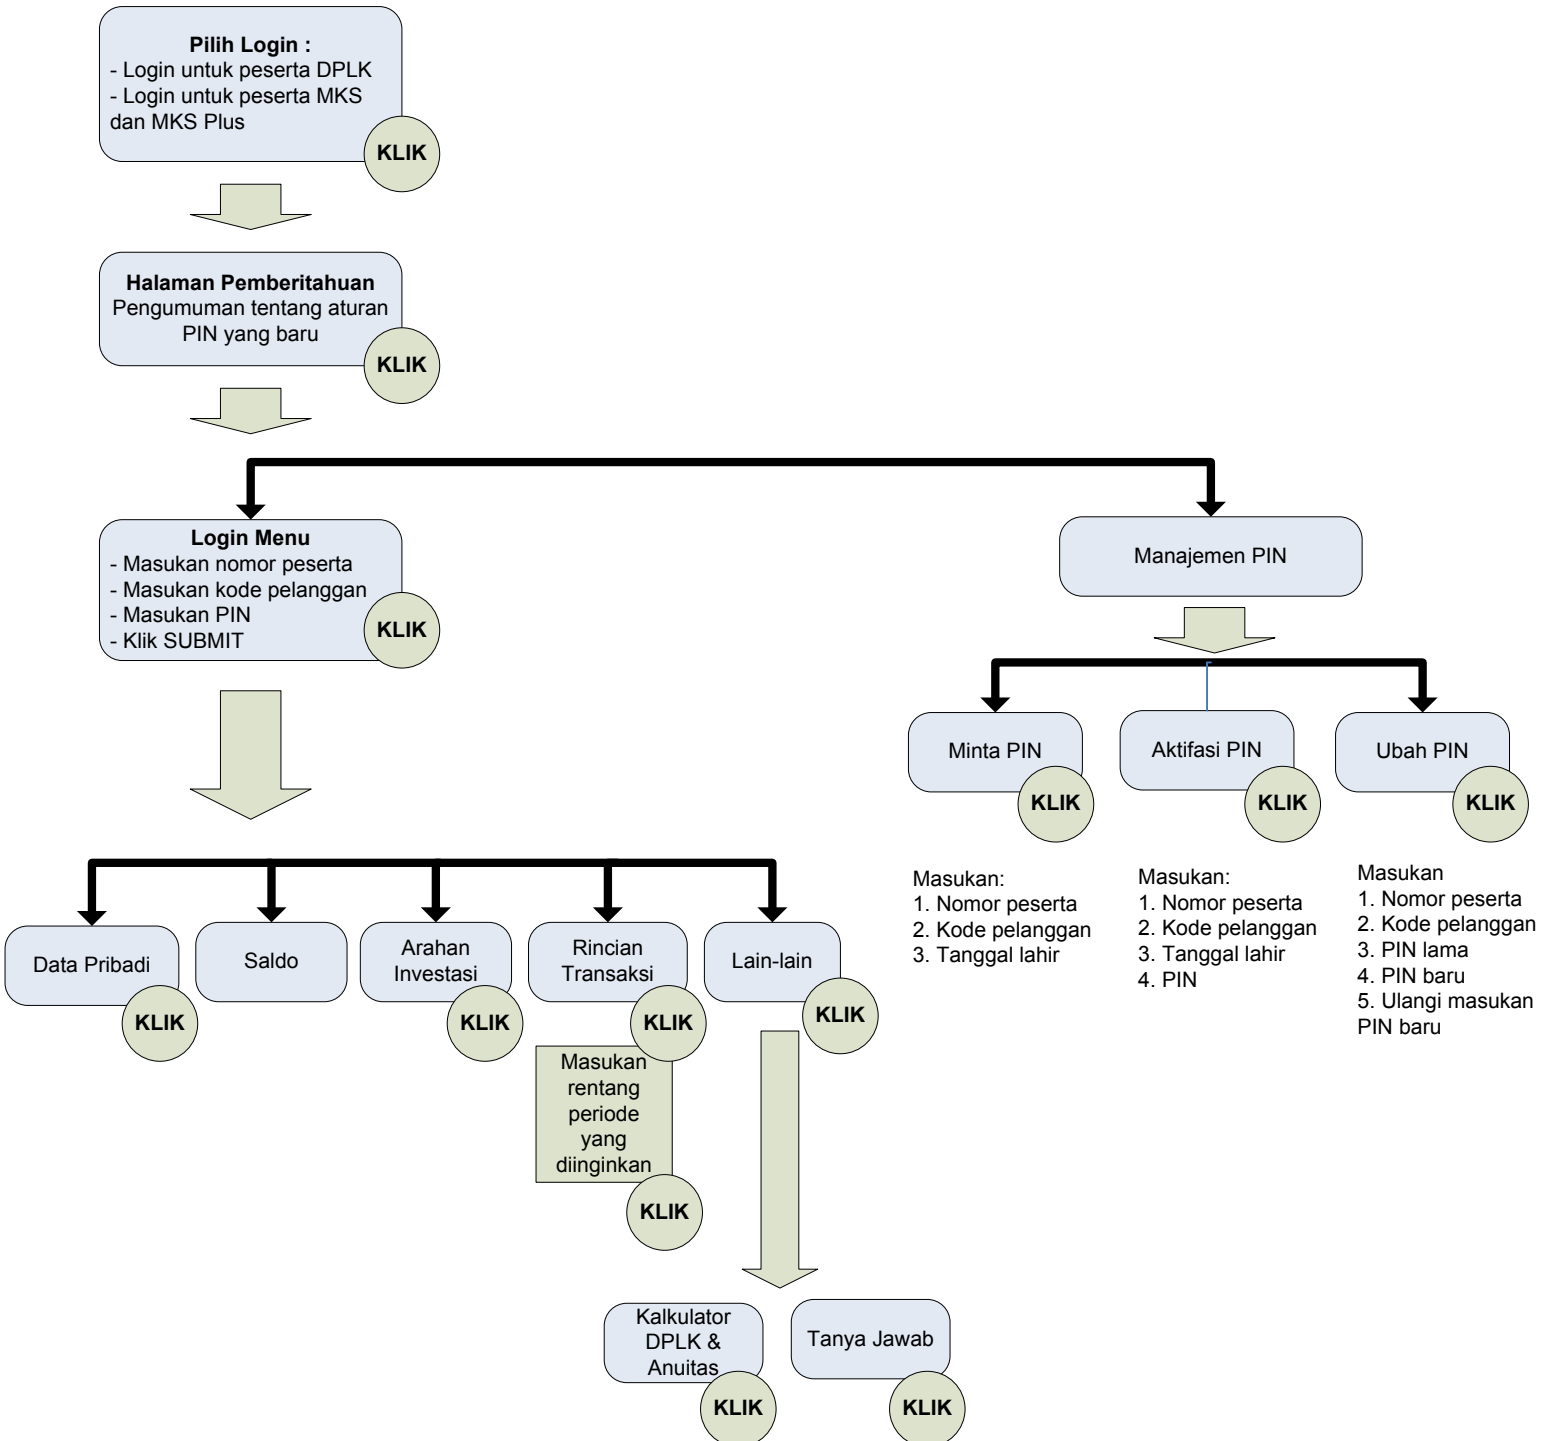 Pilih Login :
- Login untuk peserta DPLK
- Login untuk peserta MKS
dan MKS Plus
KLIK
Halaman Pemberitahuan
Pengumuman tentang aturan
PIN yang baru
KLIK
Login Menu
- Masukan nomor peserta
- Masukan kode pelanggan
- Masukan PIN
- Klik SUBMIT
KLIK
Manajemen PIN
Minta PIN
KLIK
Masukan:
1. Nomor peserta
2. Kode pelanggan
3. Tanggal lahir
Aktifasi PIN
KLIK
Masukan:
1. Nomor peserta
2. Kode pelanggan
3. Tanggal lahir
4. PIN
Ubah PIN
KLIK
Masukan
1. Nomor peserta
2. Kode pelanggan
3. PIN lama
4. PIN baru
5. Ulangi masukan
PIN baru
Data Pribadi
KLIK
Saldo
Arahan
Investasi
KLIK
Rincian
Transaksi
KLIK
Masukan
rentang
periode
yang
diinginkan
KLIK
Lain-lain
KLIK
Kalkulator
DPLK &
Anuitas
KLIK
Tanya Jawab
KLIK